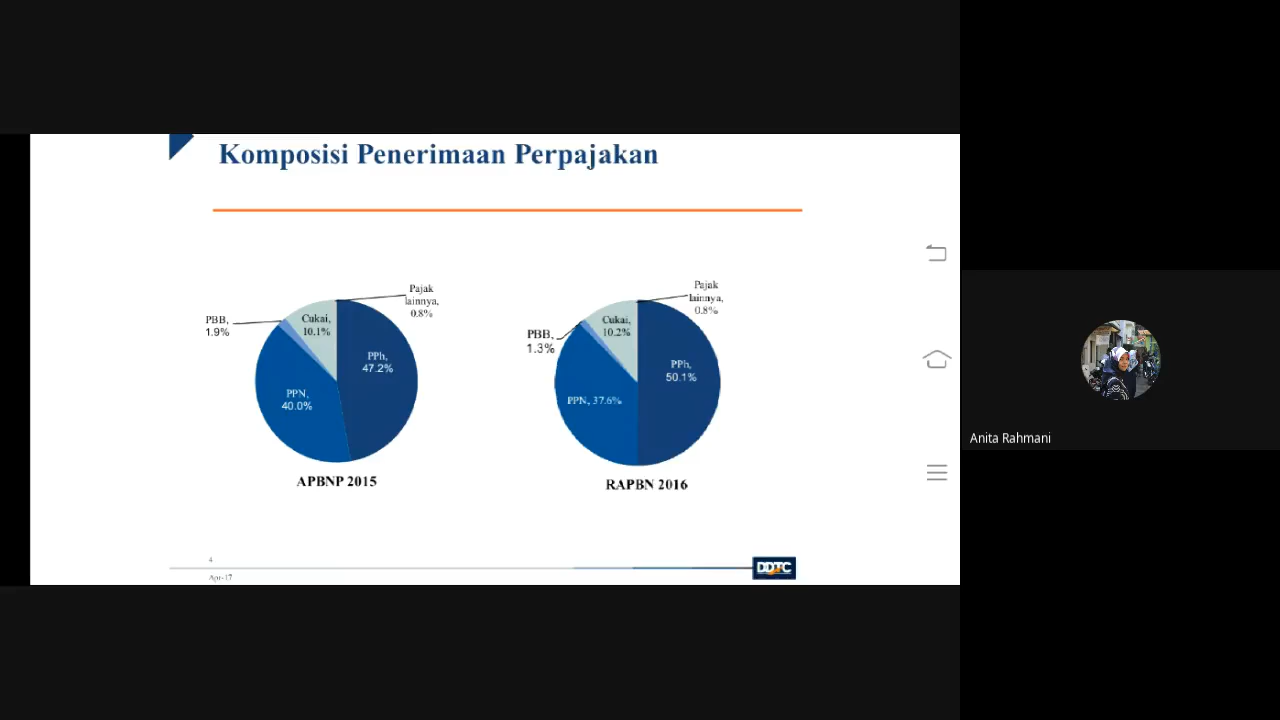 Komposisi Penerimaan Perpajakan
Pajak
lainnya,
0.8%
PBB,
1.9%
Cukai,
10.1%
PPh,
47.2%
PPN,
40.0%
APBNP 2015
Pajak
lainnya,
0.8%
PBB,
1.3%
Cukai,
10.2%
PPh,
50.1%
PPN, 37.6%
RAPBN 2016
4
Apr-17
DDTC
Anita Rahmani